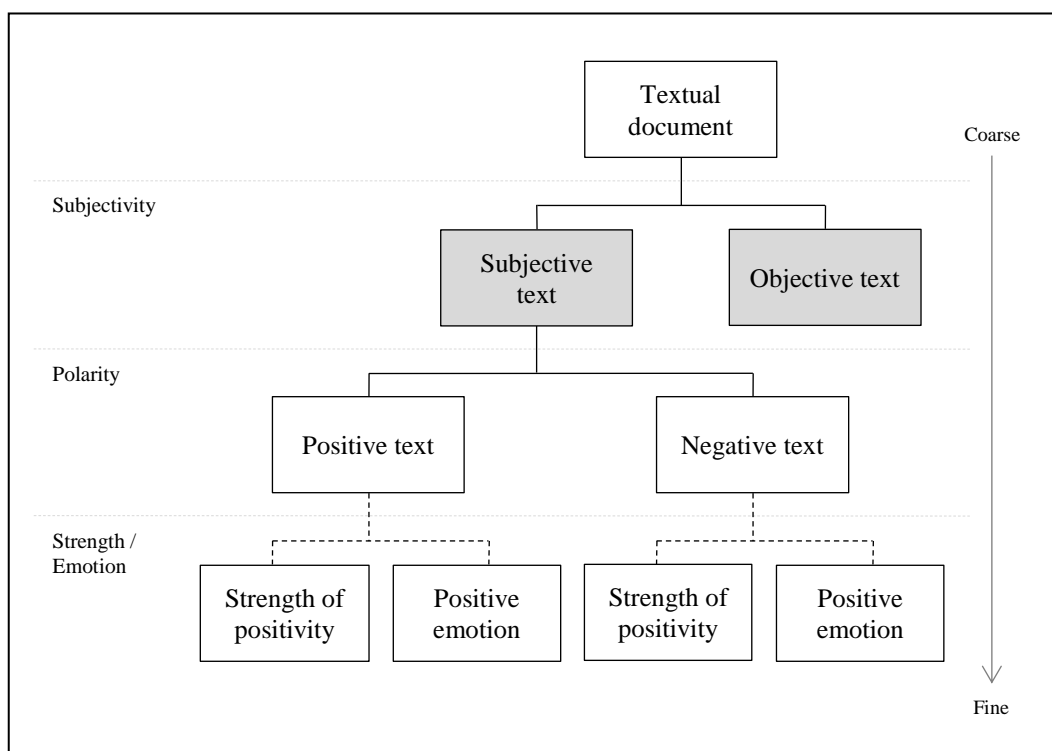 Textual
document
Coarse
Subjectivity
Subjective
text
Objective text
Polarity
Positive text
Negative text
Strength /
Emotion
Strength of
positivity
Positive
emotion
Strength of
positivity
Positive
emotion
Fine